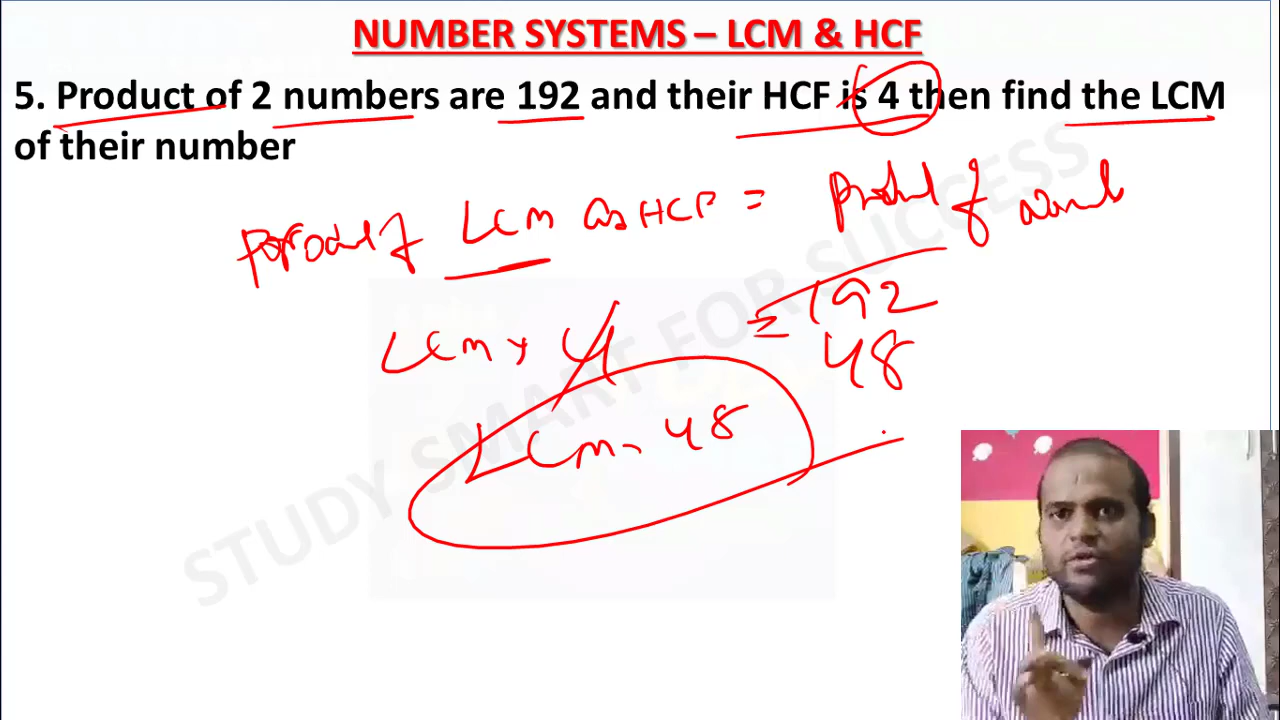 NUMBER SYSTEMS – LCM & HCF
5. Product of 2 numbers are 192 and their HCF is 4 then find the LCM
of their number
Product of LCM & HCF = Product of Numb
LCM × 4 = 192
48
LCM = 48
STUDY SMART FOR SUCCESS